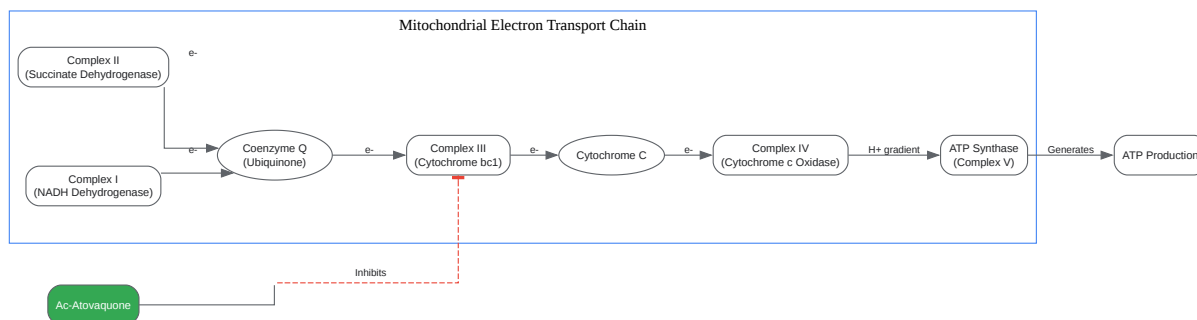 Mitochondrial Electron Transport Chain
Complex II
(Succinate Dehydrogenase)
e-
Complex I
(NADH Dehydrogenase)
e-
Coenzyme Q
(Ubiquinone)
e-
Complex III
(Cytochrome bc1)
e-
Cytochrome C
e-
Complex IV
(Cytochrome c Oxidase)
H+ gradient
ATP Synthase
(Complex V)
Generates
ATP Production
Inhibits
Ac-Atovaquone